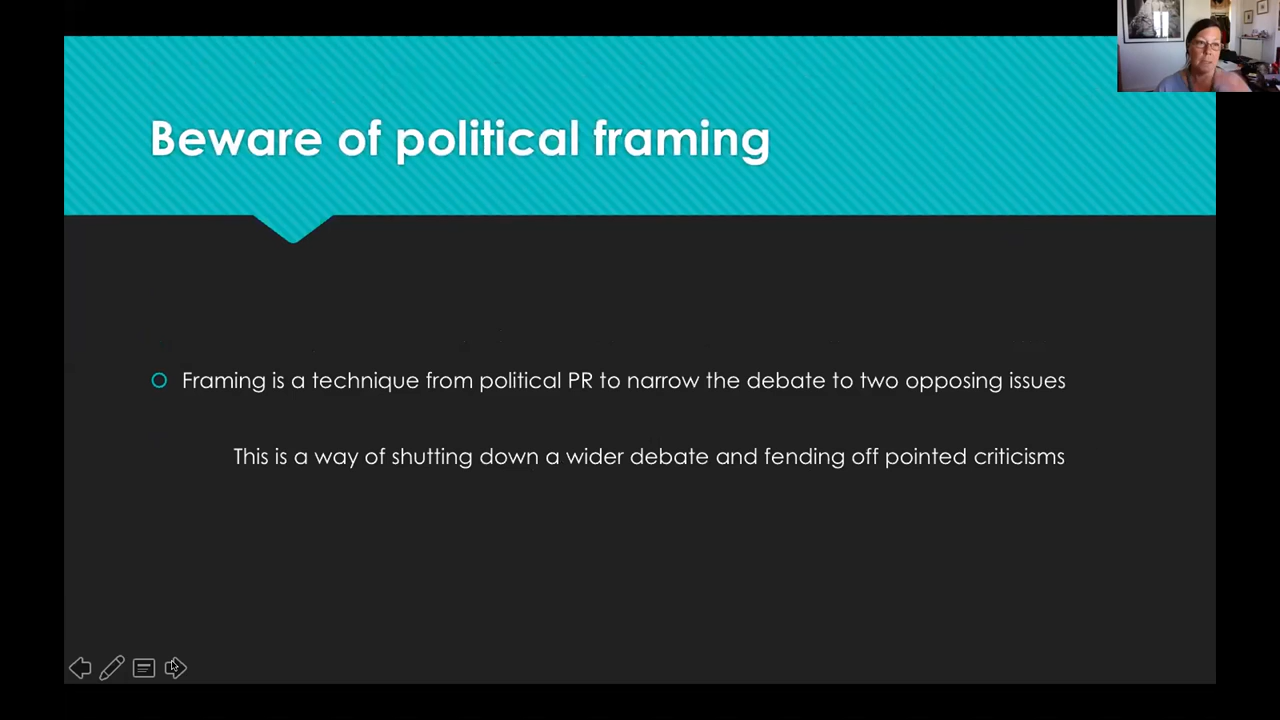 Beware of political framing
Framing is a technique from political PR to narrow the debate to two opposing issues
This is a way of shutting down a wider debate and fending off pointed criticisms